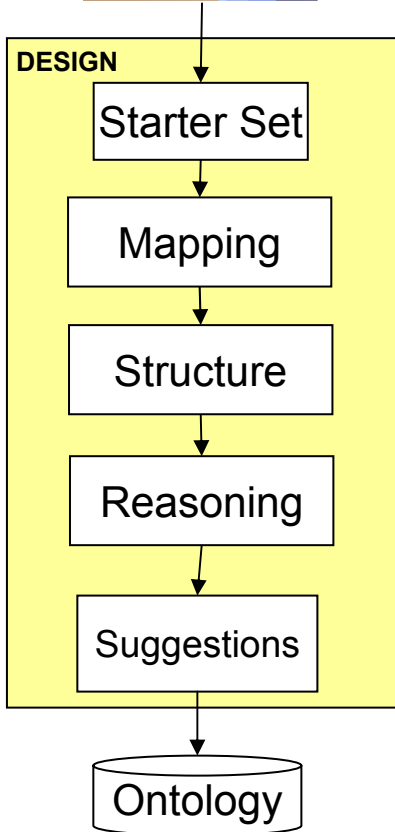 DESIGN
Starter Set
Mapping
Structure
Reasoning
Suggestions
Ontology